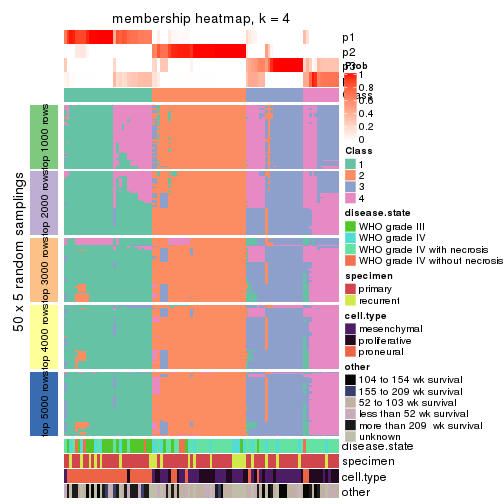 membership heatmap, k = 4
p1
p2
p3
Prob
1
0.8
0.6
0.4
0.2
0
Class
Class
1
2
3
4
disease.state
WHO grade III
WHO grade IV
WHO grade IV with necrosis
WHO grade IV without necrosis
specimen
primary
recurrent
cell.type
mesenchymal
proliferative
proneural
other
104 to 154 wk survival
155 to 209 wk survival
52 to 103 wk survival
less than 52 wk survival
more than 209 wk survival
unknown
50 x 5 random samplings
top 1000 rows
top 2000 rows
top 3000 rows
top 4000 rows
top 5000 rows
disease.state
specimen
cell.type
other